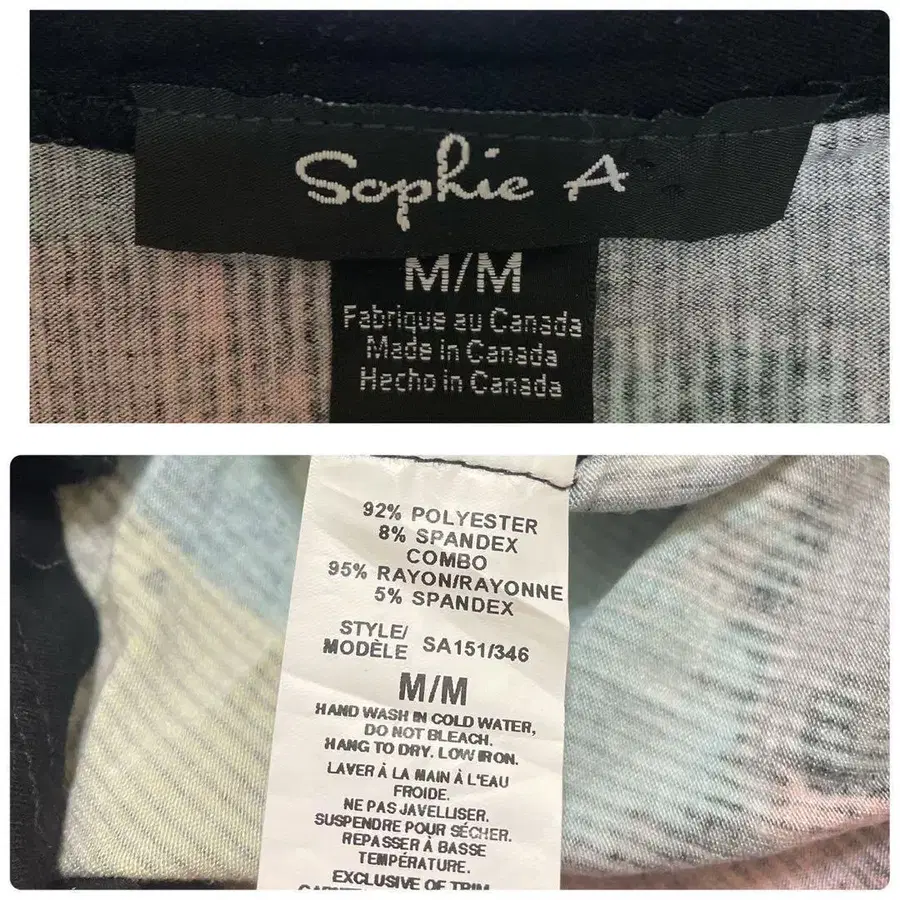 Sophie A
M/M
Fabrique au Canada
Made in Canada
Hecho in Canada
92% POLYESTER
8% SPANDEX
COMBO
95% RAYON/RAYONNE
5% SPANDEX
STYLE/
MODÈLE SA151/346
M/M
HAND WASH IN COLD WATER,
DO NOT BLEACH.
HANG TO DRY. LOW IRON.
LAVER À LA MAIN À L'EAU
FROIDE.
NE PAS JAVELLISER.
SUSPENDRE POUR SÉCHER.
REPASSER À BASSE
TEMPÉRATURE.
EXCLUSIVE OF TRIM